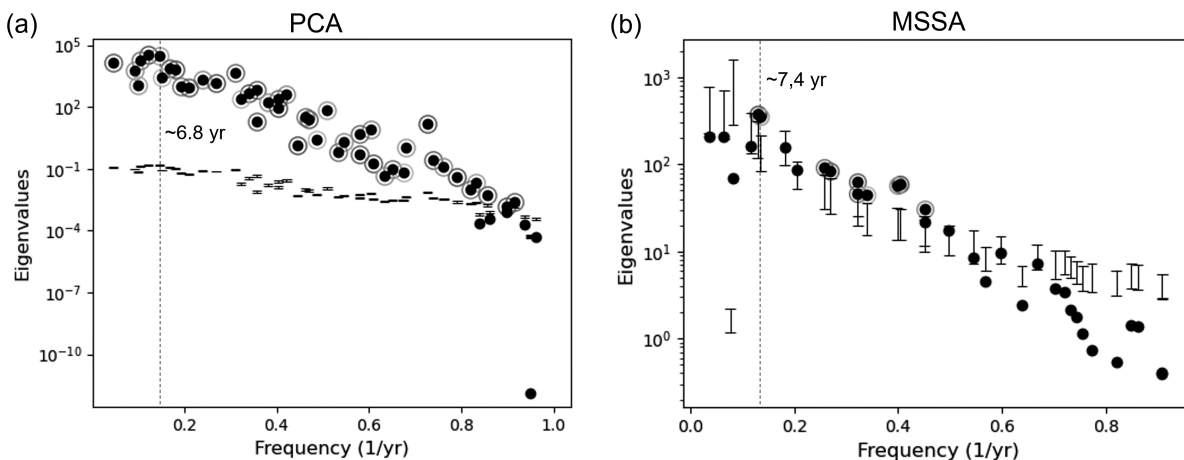 (a)
PCA
10^5
10^2
10^-1
10^-4
10^-7
10^-10
Eigenvalues
~6.8 yr
0.2
0.4
0.6
0.8
1.0
Frequency (1/yr)
(b)
MSSA
10^3
10^2
10^1
10^0
Eigenvalues
~7,4 yr
0.0
0.2
0.4
0.6
0.8
Frequency (1/yr)